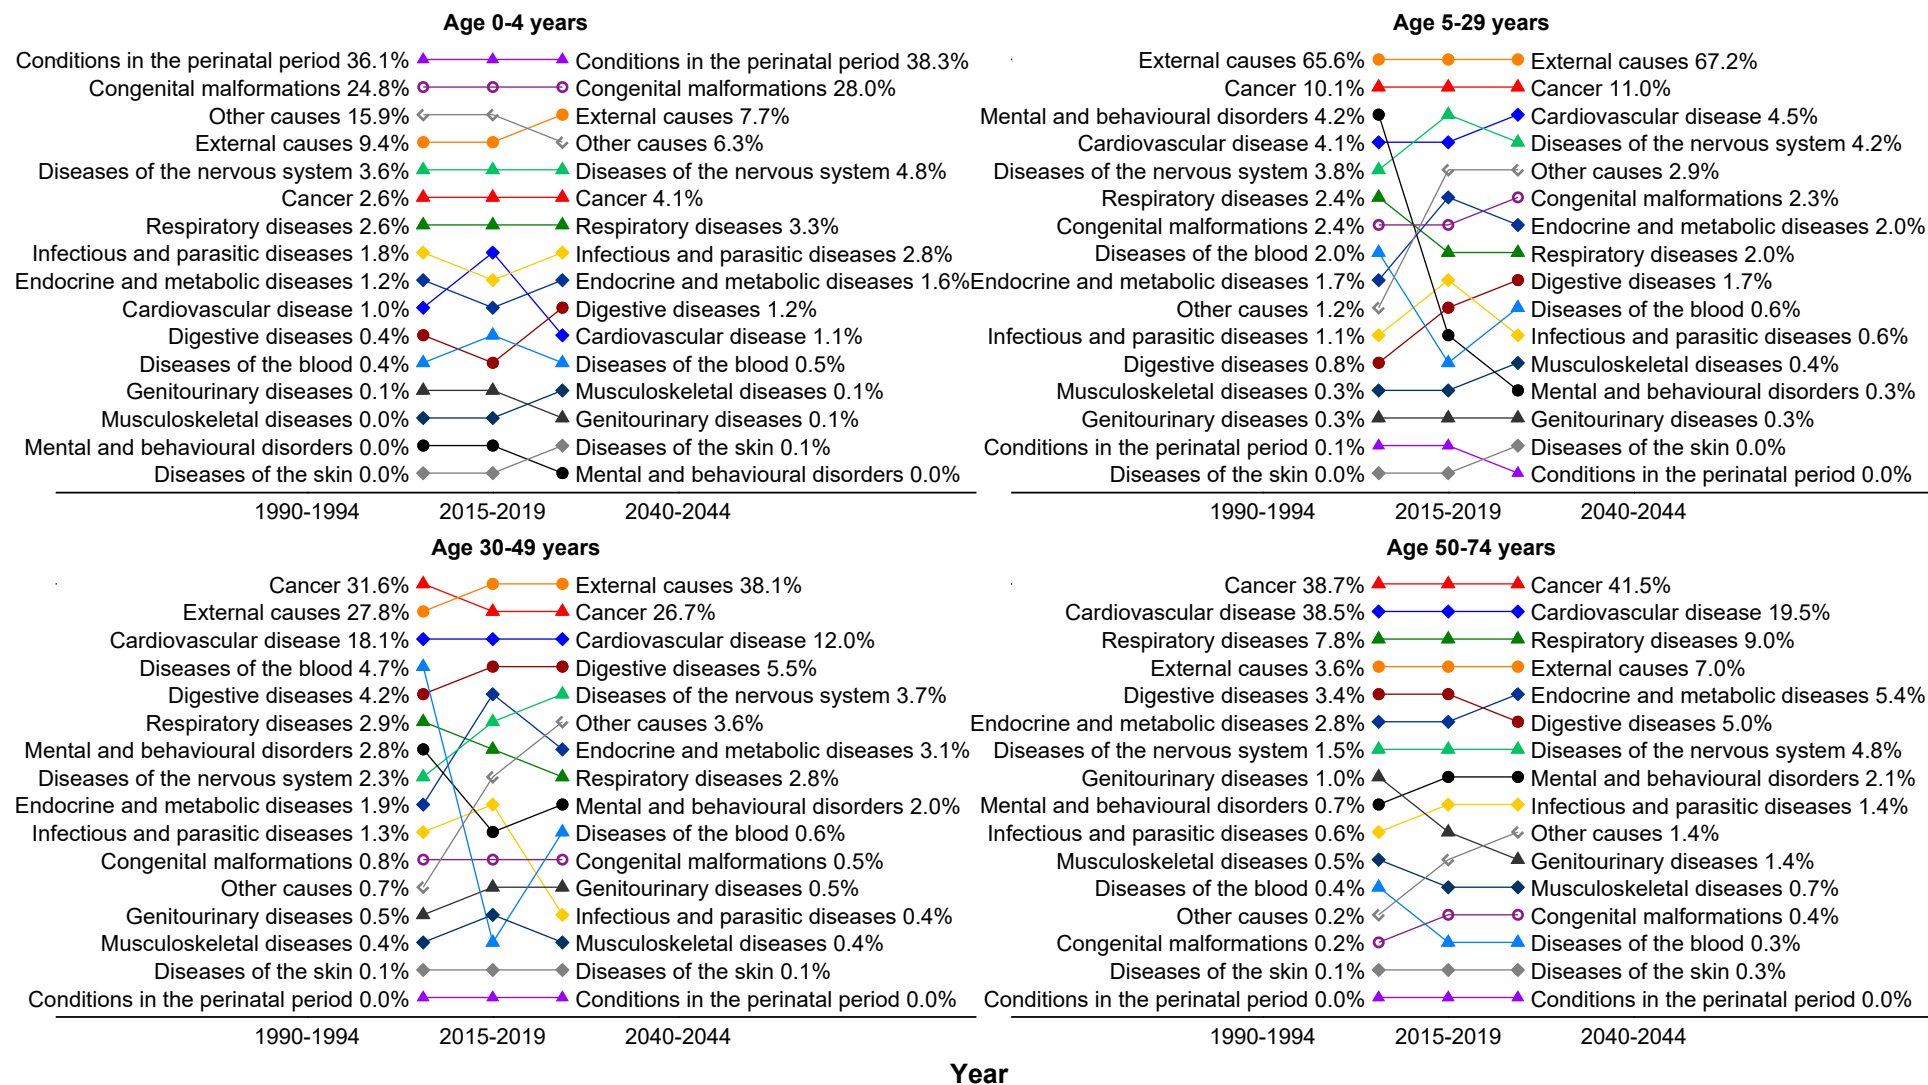 Age 0-4 years
Conditions in the perinatal period 36.1% Conditions in the perinatal period 38.3%
Congenital malformations 24.8% Congenital malformations 28.0%
Other causes 15.9% External causes 7.7%
External causes 9.4% Other causes 6.3%
Diseases of the nervous system 3.6% Diseases of the nervous system 4.8%
Cancer 2.6% Cancer 4.1%
Respiratory diseases 2.6% Respiratory diseases 3.3%
Infectious and parasitic diseases 1.8% Infectious and parasitic diseases 2.8%
Endocrine and metabolic diseases 1.2% Endocrine and metabolic diseases 1.6%
Cardiovascular disease 1.0% Digestive diseases 1.2%
Digestive diseases 0.4% Cardiovascular disease 1.1%
Diseases of the blood 0.4% Diseases of the blood 0.5%
Genitourinary diseases 0.1% Musculoskeletal diseases 0.1%
Musculoskeletal diseases 0.0% Genitourinary diseases 0.1%
Mental and behavioural disorders 0.0% Diseases of the skin 0.1%
Diseases of the skin 0.0% Mental and behavioural disorders 0.0%
1990-1994 2015-2019 2040-2044
Age 5-29 years
External causes 65.6% External causes 67.2%
Cancer 10.1% Cancer 11.0%
Mental and behavioural disorders 4.2% Cardiovascular disease 4.5%
Cardiovascular disease 4.1% Diseases of the nervous system 4.2%
Diseases of the nervous system 3.8% Other causes 2.9%
Respiratory diseases 2.4% Congenital malformations 2.3%
Congenital malformations 2.4% Endocrine and metabolic diseases 2.0%
Diseases of the blood 2.0% Respiratory diseases 2.0%
Endocrine and metabolic diseases 1.7% Digestive diseases 1.7%
Other causes 1.2% Diseases of the blood 0.6%
Infectious and parasitic diseases 1.1% Infectious and parasitic diseases 0.6%
Digestive diseases 0.8% Musculoskeletal diseases 0.4%
Musculoskeletal diseases 0.3% Mental and behavioural disorders 0.3%
Genitourinary diseases 0.3% Genitourinary diseases 0.3%
Conditions in the perinatal period 0.1% Diseases of the skin 0.0%
Diseases of the skin 0.0% Conditions in the perinatal period 0.0%
1990-1994 2015-2019 2040-2044
Age 30-49 years
Cancer 31.6% External causes 38.1%
External causes 27.8% Cancer 26.7%
Cardiovascular disease 18.1% Cardiovascular disease 12.0%
Diseases of the blood 4.7% Digestive diseases 5.5%
Digestive diseases 4.2% Diseases of the nervous system 3.7%
Respiratory diseases 2.9% Other causes 3.6%
Mental and behavioural disorders 2.8% Endocrine and metabolic diseases 3.1%
Diseases of the nervous system 2.3% Respiratory diseases 2.8%
Endocrine and metabolic diseases 1.9% Mental and behavioural disorders 2.0%
Infectious and parasitic diseases 1.3% Diseases of the blood 0.6%
Congenital malformations 0.8% Congenital malformations 0.5%
Other causes 0.7% Genitourinary diseases 0.5%
Genitourinary diseases 0.5% Infectious and parasitic diseases 0.4%
Musculoskeletal diseases 0.4% Musculoskeletal diseases 0.4%
Diseases of the skin 0.1% Diseases of the skin 0.1%
Conditions in the perinatal period 0.0% Conditions in the perinatal period 0.0%
1990-1994 2015-2019 2040-2044
Age 50-74 years
Cancer 38.7% Cancer 41.5%
Cardiovascular disease 38.5% Cardiovascular disease 19.5%
Respiratory diseases 7.8% Respiratory diseases 9.0%
External causes 3.6% External causes 7.0%
Digestive diseases 3.4% Endocrine and metabolic diseases 5.4%
Endocrine and metabolic diseases 2.8% Digestive diseases 5.0%
Diseases of the nervous system 1.5% Diseases of the nervous system 4.8%
Genitourinary diseases 1.0% Mental and behavioural disorders 2.1%
Mental and behavioural disorders 0.7% Infectious and parasitic diseases 1.4%
Infectious and parasitic diseases 0.6% Other causes 1.4%
Musculoskeletal diseases 0.5% Genitourinary diseases 1.4%
Diseases of the blood 0.4% Musculoskeletal diseases 0.7%
Other causes 0.2% Congenital malformations 0.4%
Congenital malformations 0.2% Diseases of the blood 0.3%
Diseases of the skin 0.1% Diseases of the skin 0.3%
Conditions in the perinatal period 0.0% Conditions in the perinatal period 0.0%
1990-1994 2015-2019 2040-2044
Year